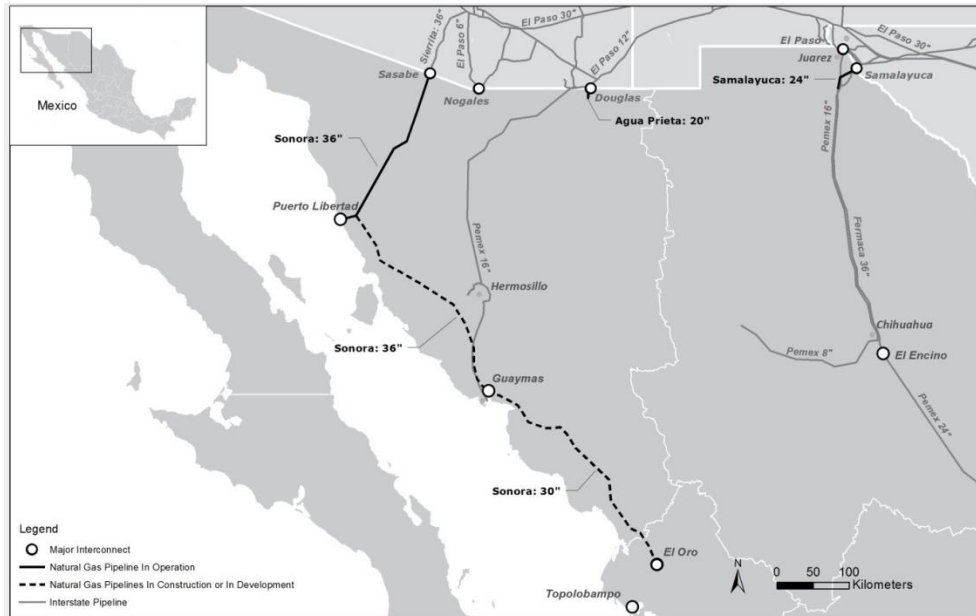 Mexico
Sierrita: 36"
El Paso 6"
El Paso 30"
El Paso 12"
El Paso
El Paso 30"
Juarez
Samalayuca
Samalayuca: 24"
Sasabe
Nogales
Douglas
Agua Prieta: 20"
Pemex 16"
Sonora: 36"
Puerto Libertad
Pemex 16"
Fermaca 36"
Hermosillo
Sonora: 36"
Chihuahua
El Encino
Pemex 8"
Guaymas
Pemex 24"
Sonora: 30"
El Oro
Topolobampo
Legend
Major Interconnect
Natural Gas Pipeline In Operation
Natural Gas Pipelines In Construction or In Development
Interstate Pipeline
N
0 50 100
Kilometers